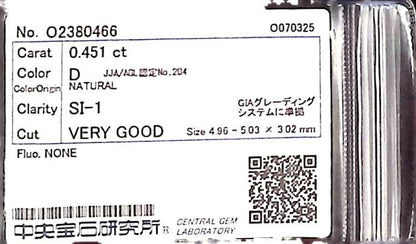 No. O2380466 O070325
Carat 0.451 ct
Color D JJA/AGL認定No.204
ColorOrigin NATURAL
Clarity SI-1 GIAグレーディングシステムに準拠
Cut VERY GOOD Size 4.96 - 5.03 × 3.02 mm
Fluo. NONE
中央宝石研究所® CENTRAL GEM LABORATORY